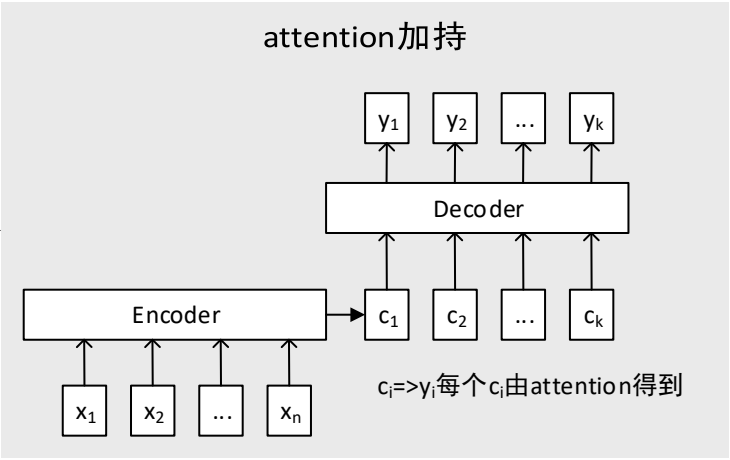 attention加持
y₁ y₂ ... yₖ
Decoder
Encoder
c₁ c₂ ... cₖ
cᵢ=>yᵢ每个cᵢ由attention得到
x₁ x₂ ... xₙ